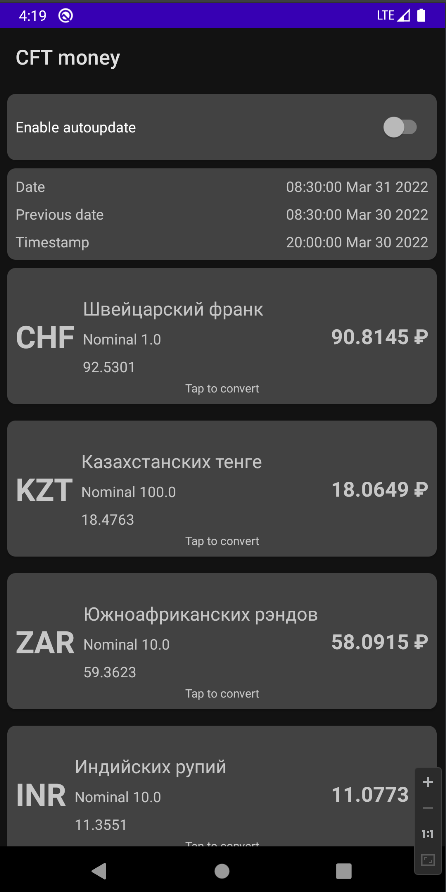 4:19 LTE
CFT money
Enable autoupdate
Date 08:30:00 Mar 31 2022
Previous date 08:30:00 Mar 30 2022
Timestamp 20:00:00 Mar 30 2022
Швейцарский франк
CHF Nominal 1.0 90.8145 ₽
92.5301
Tap to convert
Казахстанских тенге
KZT Nominal 100.0 18.0649 ₽
18.4763
Tap to convert
Южноафриканских рэндов
ZAR Nominal 10.0 58.0915 ₽
59.3623
Tap to convert
Индийских рупий
INR Nominal 10.0 11.0773
11.3551
Tap to convert
1:1